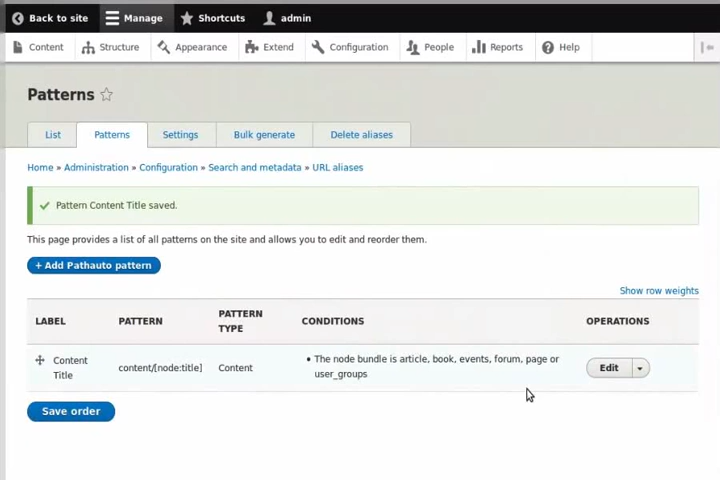 Back to site Manage Shortcuts admin
Content Structure Appearance Extend Configuration People Reports Help
Patterns
List Patterns Settings Bulk generate Delete aliases
Home » Administration » Configuration » Search and metadata » URL aliases
Pattern Content Title saved.
This page provides a list of all patterns on the site and allows you to edit and reorder them.
+ Add Pathauto pattern
Show row weights
LABEL PATTERN PATTERN TYPE CONDITIONS OPERATIONS
Content Title content/[node:title] Content • The node bundle is article, book, events, forum, page or user_groups Edit
Save order